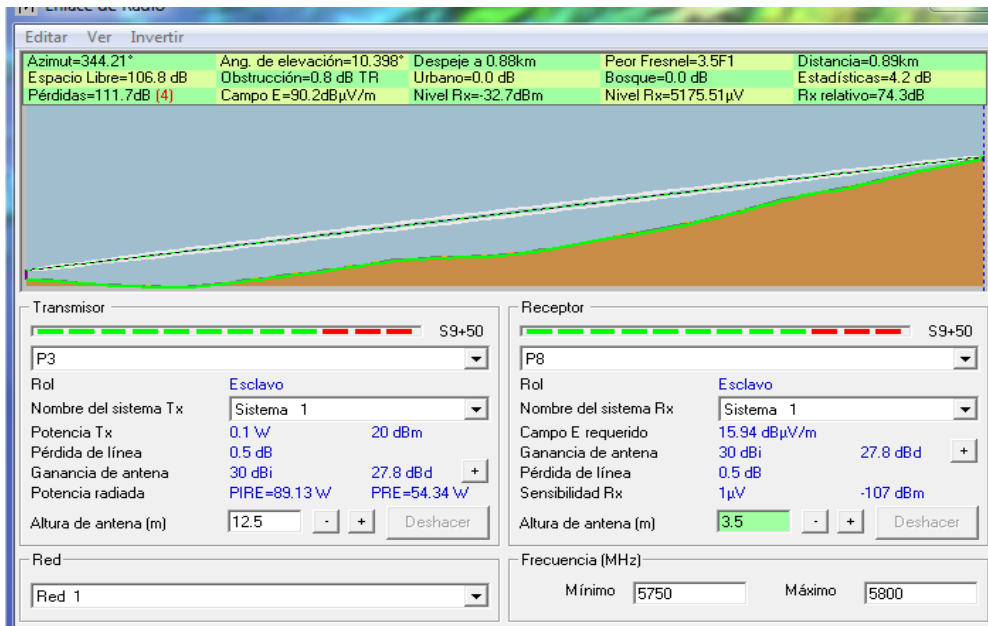 Enlace de Radio
Editar Ver Invertir
Azimut=344.21° Ang. de elevación=10.398° Despeje a 0.88km Peor Fresnel=3.5F1 Distancia=0.89km
Espacio Libre=106.8 dB Obstrucción=0.8 dB TR Urbano=0.0 dB Bosque=0.0 dB Estadísticas=4.2 dB
Pérdidas=111.7dB (4) Campo E=90.2dBµV/m Nivel Rx=-32.7dBm Nivel Rx=5175.51µV Rx relativo=74.3dB
Transmisor
S9+50
P3
Rol Esclavo
Nombre del sistema Tx Sistema 1
Potencia Tx 0.1 W 20 dBm
Pérdida de línea 0.5 dB
Ganancia de antena 30 dBi 27.8 dBd +
Potencia radiada PIRE=89.13 W PRE=54.34 W
Altura de antena (m) 12.5 - + Deshacer
Receptor
S9+50
P8
Rol Esclavo
Nombre del sistema Rx Sistema 1
Campo E requerido 15.94 dBµV/m
Ganancia de antena 30 dBi 27.8 dBd +
Pérdida de línea 0.5 dB
Sensibilidad Rx 1µV -107 dBm
Altura de antena (m) 3.5 - + Deshacer
Red
Red 1
Frecuencia (MHz)
Mínimo 5750 Máximo 5800